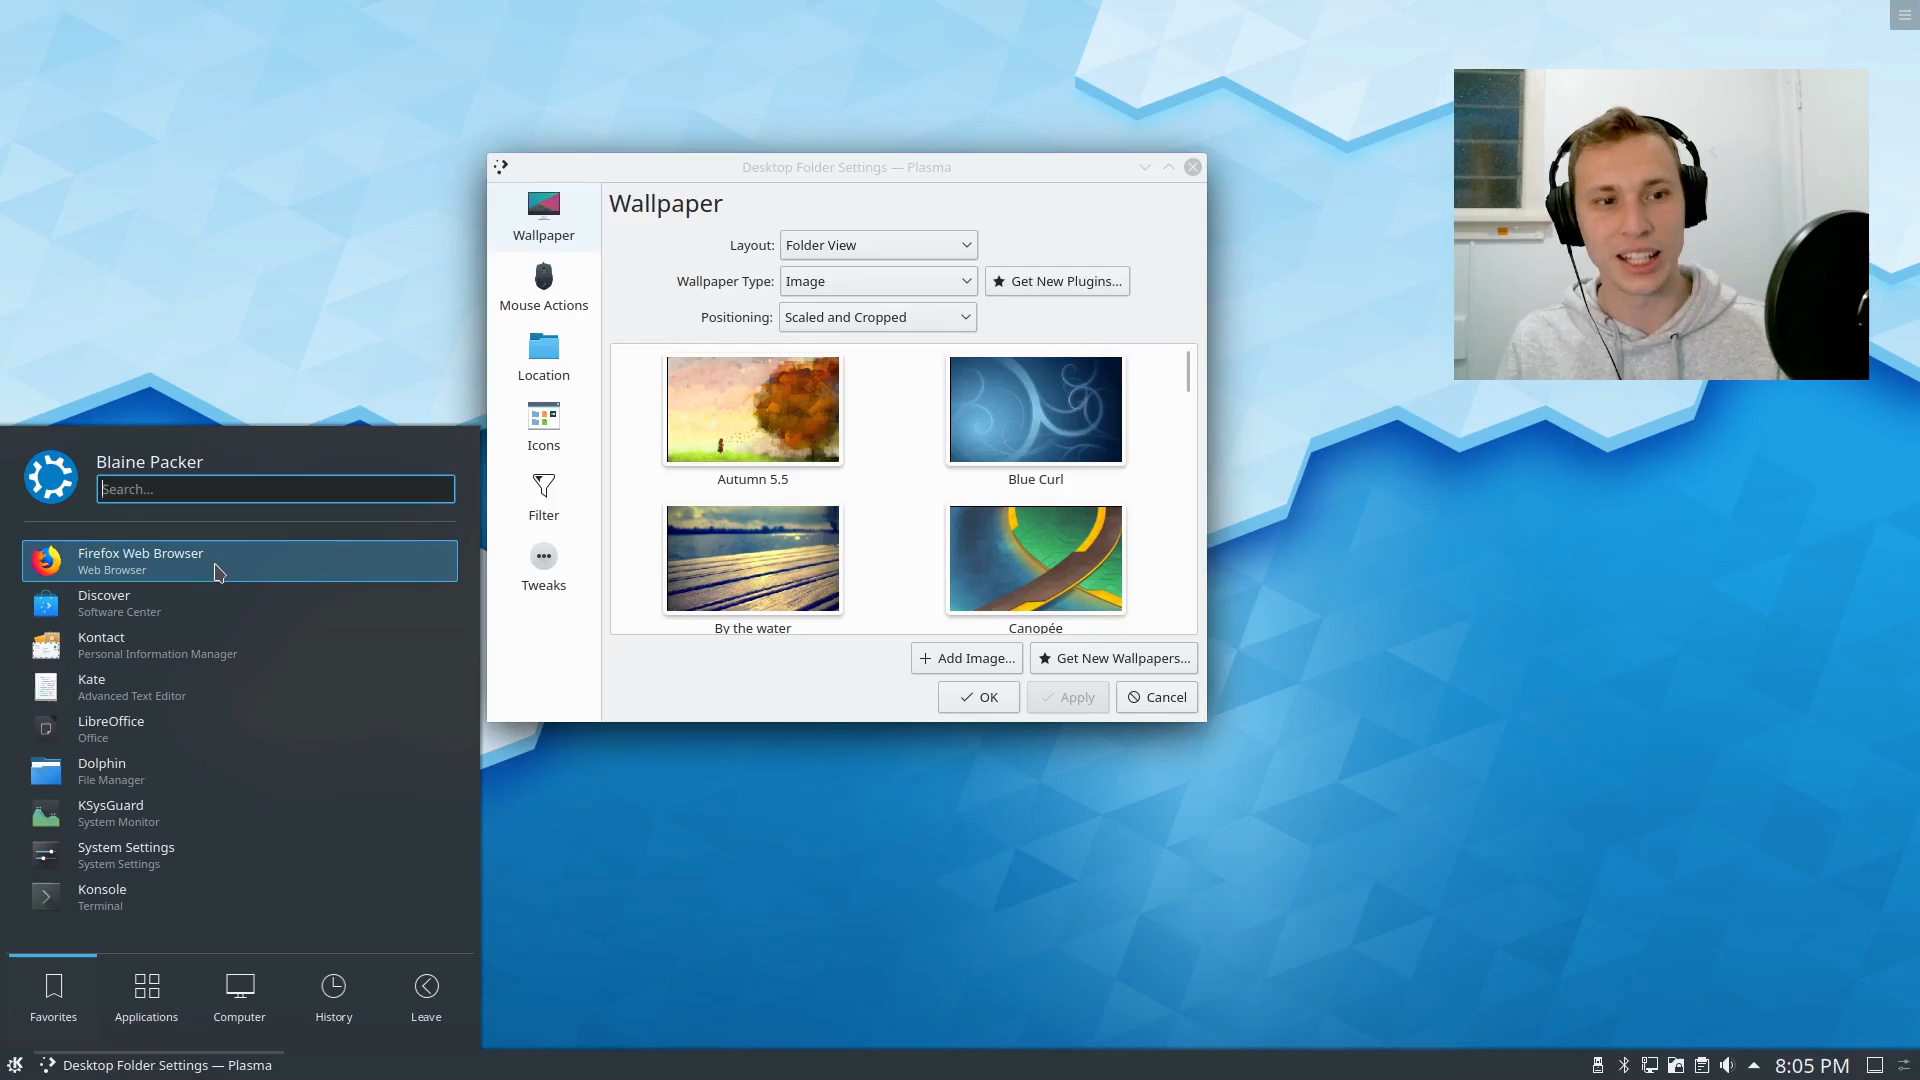 Desktop Folder Settings — Plasma
Wallpaper
Mouse Actions
Location
Icons
Filter
Tweaks
Wallpaper
Layout: Folder View
Wallpaper Type: Image Get New Plugins...
Positioning: Scaled and Cropped
Autumn 5.5
Blue Curl
By the water
Canopée
Add Image...
Get New Wallpapers...
OK
Apply
Cancel
Blaine Packer
Search...
Firefox Web Browser
Web Browser
Discover
Software Center
Kontact
Personal Information Manager
Kate
Advanced Text Editor
LibreOffice
Office
Dolphin
File Manager
KSysGuard
System Monitor
System Settings
System Settings
Konsole
Terminal
Favorites
Applications
Computer
History
Leave
Desktop Folder Settings — Plasma
8:05 PM